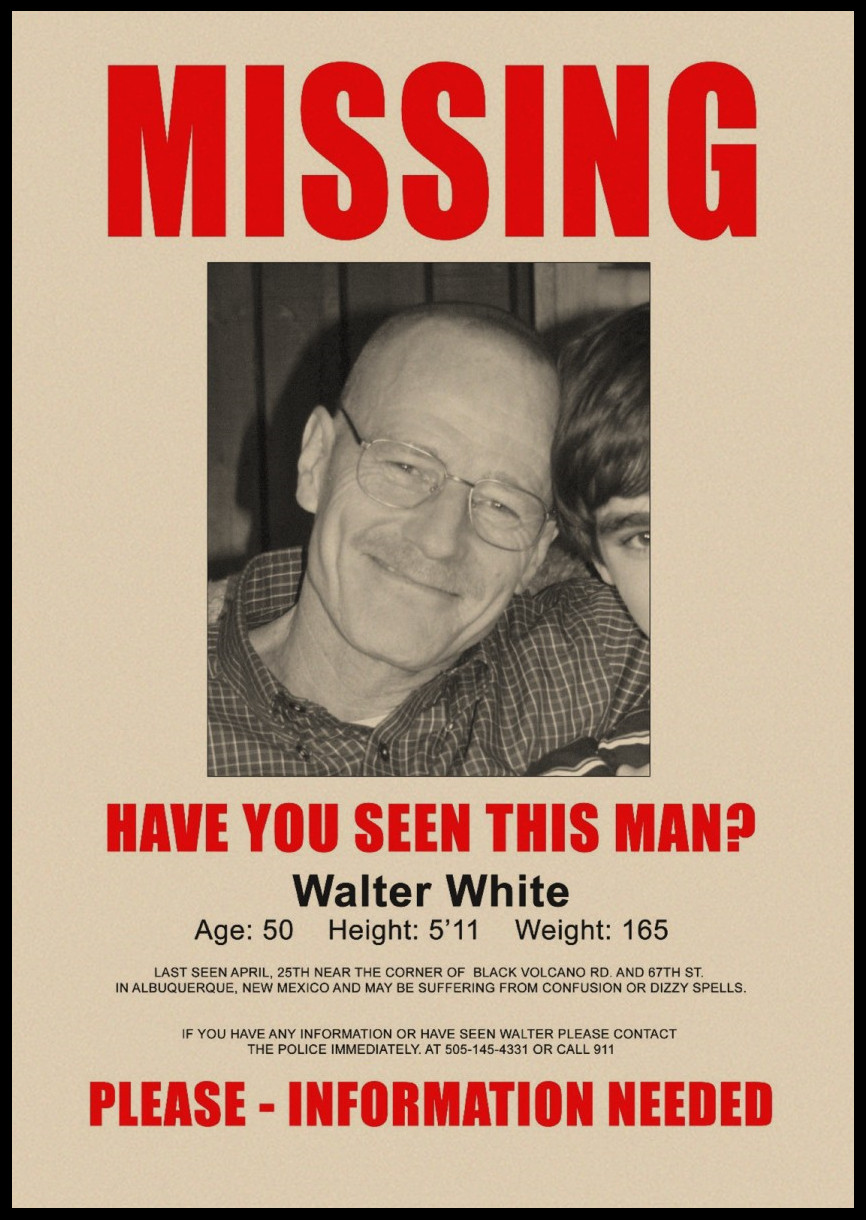 MISSING
HAVE YOU SEEN THIS MAN?
Walter White
Age: 50 Height: 5’11 Weight: 165
LAST SEEN APRIL, 25TH NEAR THE CORNER OF BLACK VOLCANO RD. AND 67TH ST.
IN ALBUQUERQUE, NEW MEXICO AND MAY BE SUFFERING FROM CONFUSION OR DIZZY SPELLS.
IF YOU HAVE ANY INFORMATION OR HAVE SEEN WALTER PLEASE CONTACT
THE POLICE IMMEDIATELY. AT 505-145-4331 OR CALL 911
PLEASE - INFORMATION NEEDED